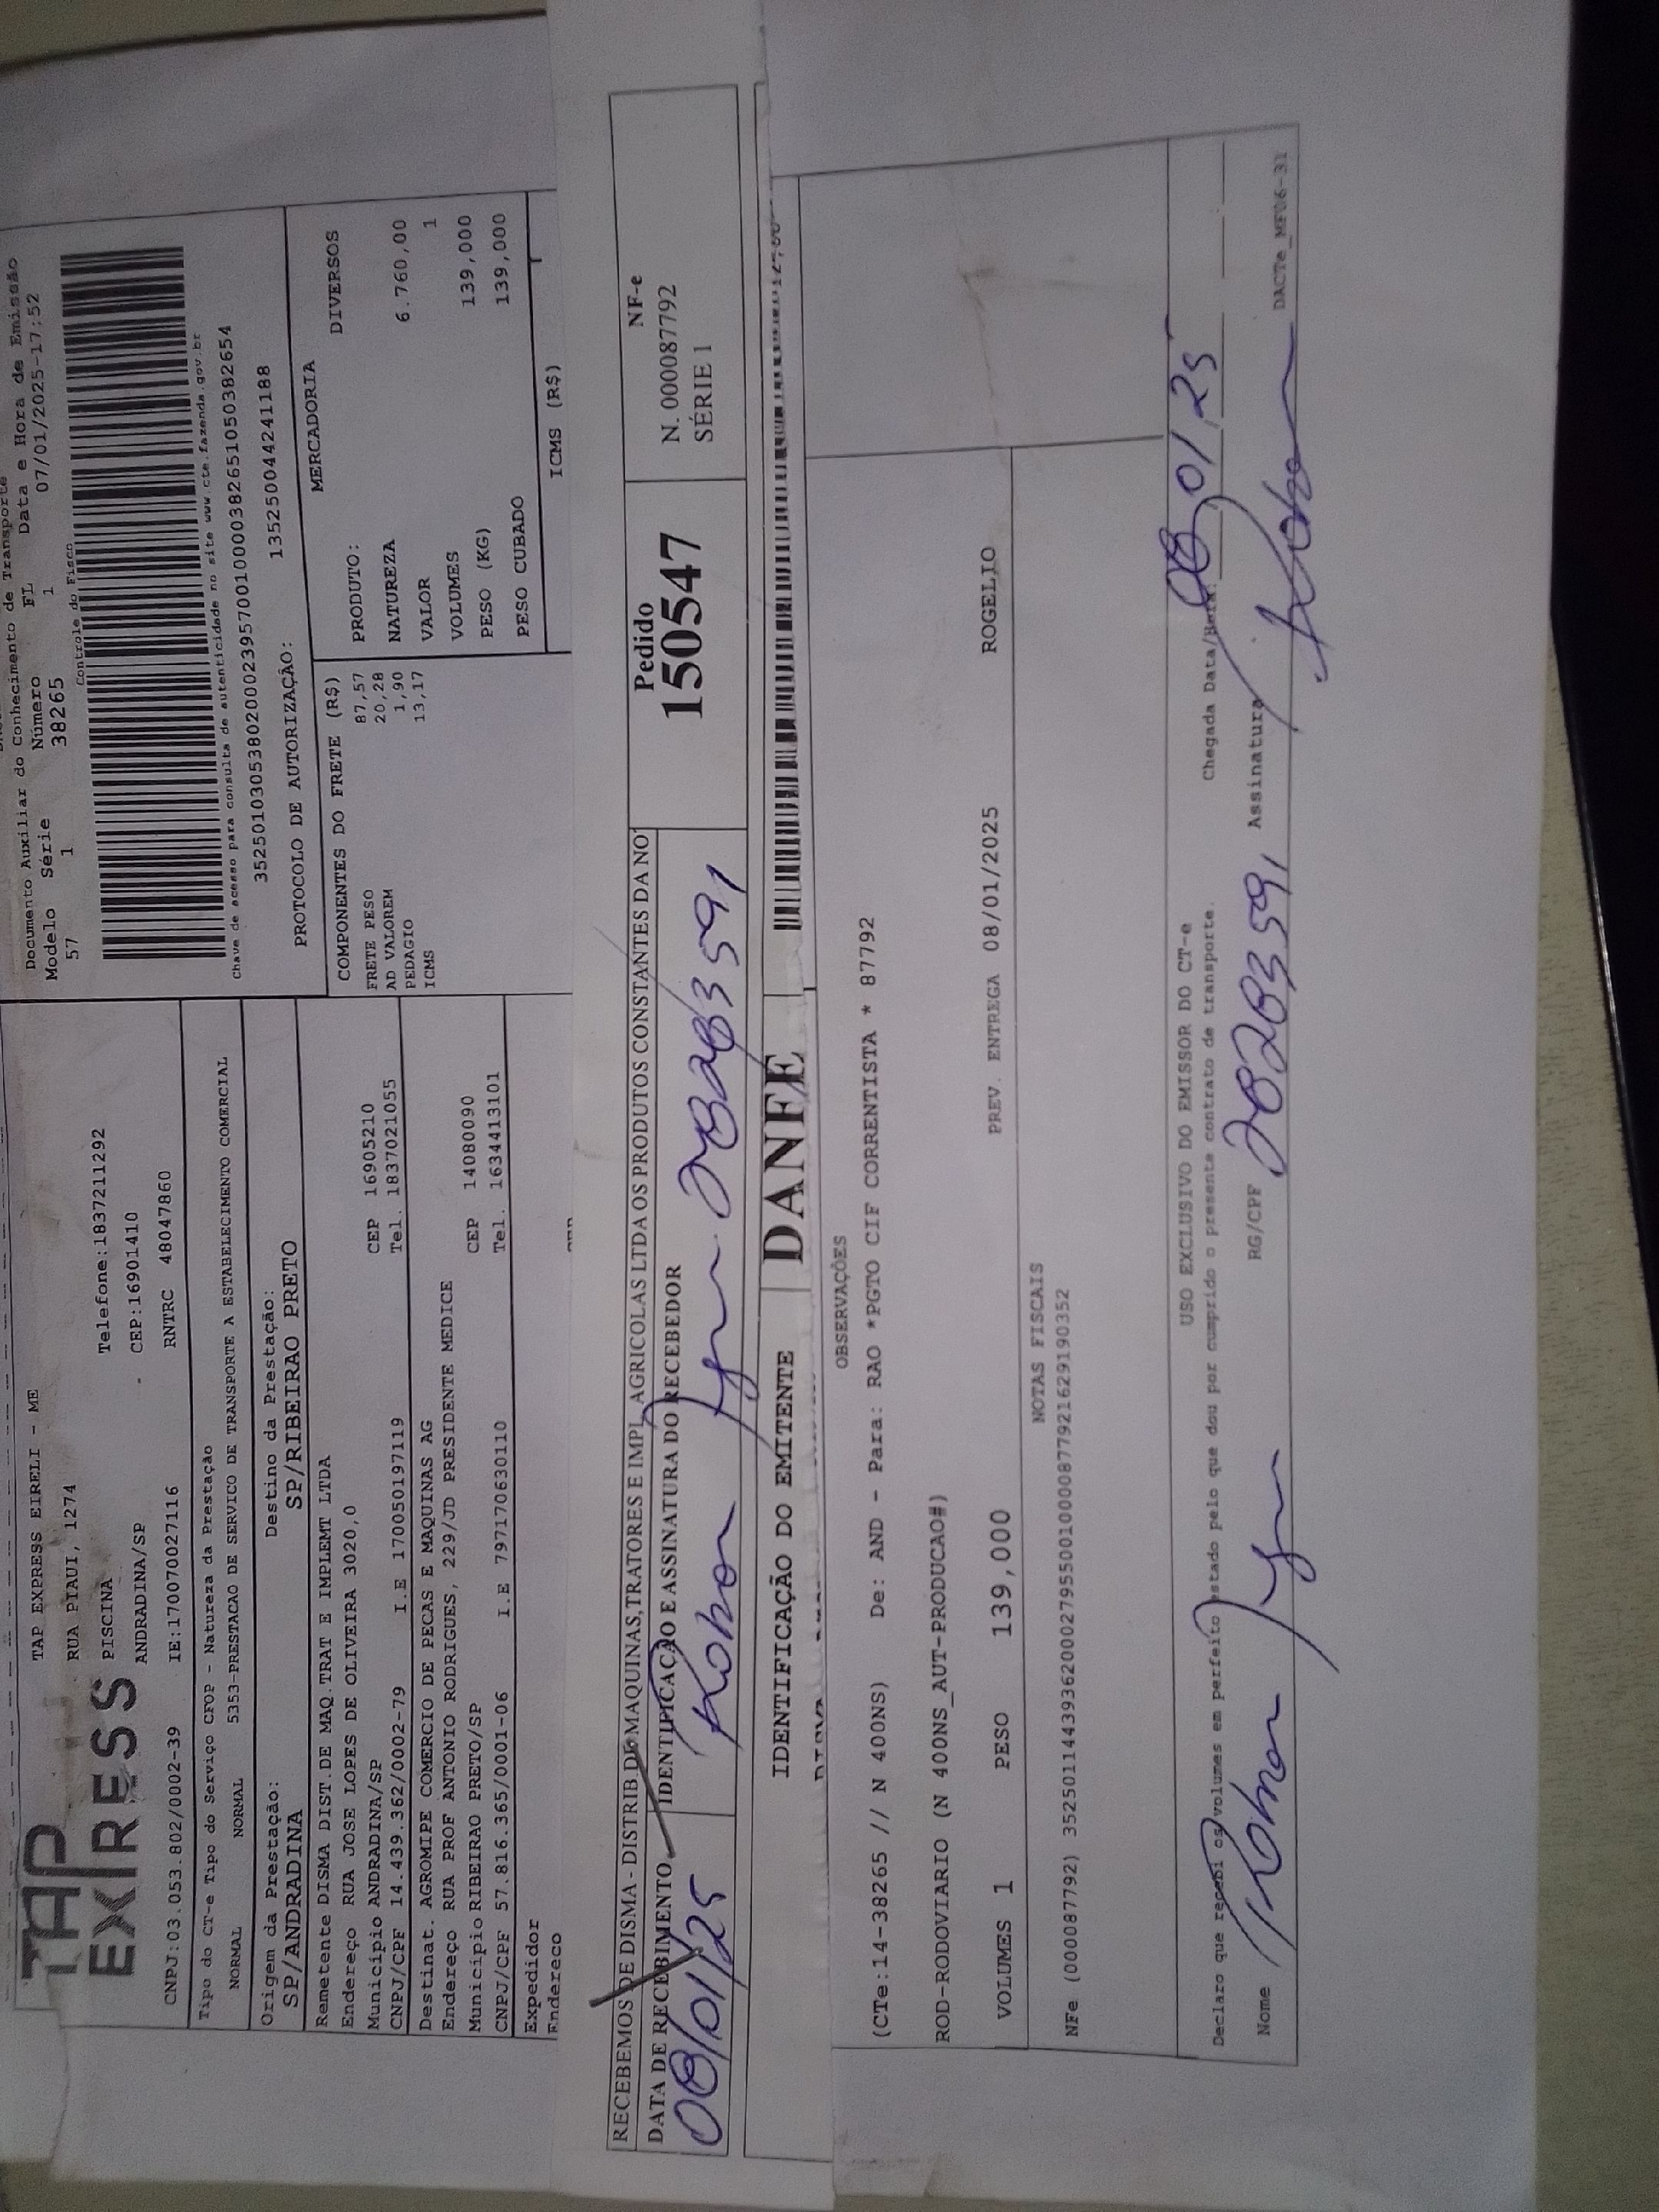 TAP
EXPRESS
TAP EXPRESS EIRELI - ME
RUA PIAUI, 1274
PISCINA Telefone:1837211292
ANDRADINA/SP - CEP:16901410
CNPJ:03.053.802/0002-39 IE:170070027116 RNTRC 48047860
Documento Auxiliar do Conhecimento de Transporte
Modelo Série Número FL Data e Hora de Emissão
57 1 38265 1 07/01/2025-17:52
Controle do Fisco
Chave de acesso para consulta de autenticidade no site www.cte.fazenda.gov.br
35250103053802000239570010000382651050382654
PROTOCOLO DE AUTORIZAÇÃO: 135250044241188
Tipo do CT-e Tipo do Serviço CFOP - Natureza da Prestação
NORMAL NORMAL 5353-PRESTACAO DE SERVICO DE TRANSPORTE A ESTABELECIMENTO COMERCIAL
Origem da Prestação: Destino da Prestação:
SP/ANDRADINA SP/RIBEIRAO PRETO
Remetente DISMA DIST.DE MAQ.TRAT E IMPLEMT LTDA
Endereço RUA JOSE LOPES DE OLIVEIRA 3020,0
Município ANDRADINA/SP CEP 16905210
CNPJ/CPF 14.439.362/0002-79 I.E 170050197119 Tel. 1837021055
Destinat. AGROMIPE COMERCIO DE PECAS E MAQUINAS AG
Endereço RUA PROF ANTONIO RODRIGUES, 229/JD PRESIDENTE MEDICE
Município RIBEIRAO PRETO/SP CEP 14080090
CNPJ/CPF 57.816.365/0001-06 I.E 797170630110 Tel. 1634413101
Expedidor
Endereco
COMPONENTES DO FRETE (R$)
FRETE PESO 87,57
AD VALOREM 20,28
PEDAGIO 1,90
ICMS 13,17
MERCADORIA
PRODUTO: DIVERSOS
NATUREZA
VALOR 6.760,00
VOLUMES 1
PESO (KG) 139,000
PESO CUBADO 139,000
ICMS (R$)
RECEBEMOS DE DISMA - DISTRIB.DE MAQUINAS,TRATORES E IMPL AGRICOLAS LTDA OS PRODUTOS CONSTANTES DA NO
DATA DE RECEBIMENTO IDENTIFICAÇÃO E ASSINATURA DO RECEBEDOR
08/01/25
Pedido
150547
NF-e
N. 000087792
SÉRIE 1
IDENTIFICAÇÃO DO EMITENTE DANFE
OBSERVAÇÕES
(CTe:14-38265 // N 400NS) De: AND - Para: RAO *PGTO CIF CORRENTISTA * 87792
ROD-RODOVIARIO (N 400NS_AUT-PRODUCAO#)
VOLUMES 1 PESO 139,000 PREV. ENTREGA 08/01/2025 ROGELIO
NOTAS FISCAIS
NFe (000087792) 35250114439362000279550010000877921629190352
USO EXCLUSIVO DO EMISSOR DO CT-e
Declaro que recebi os volumes em perfeito estado pelo que dou por cumprido o presente contrato de transporte. Chegada Data/Hora: 08,01,25
Nome RG/CPF Assinatura
DACTe_MF06-31